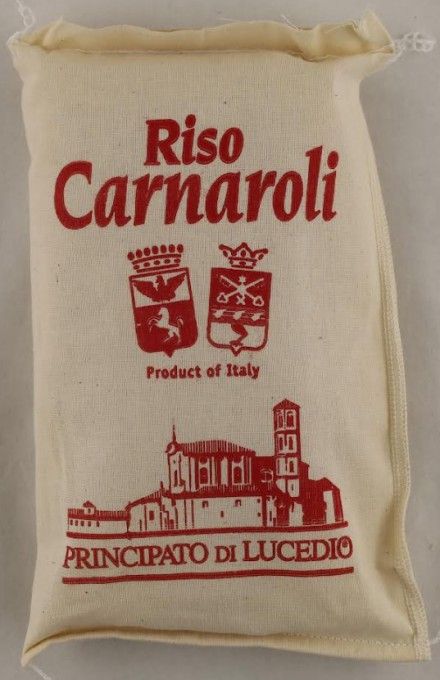 Riso
Carnaroli
Product of Italy
PRINCIPATO DI LUCEDIO